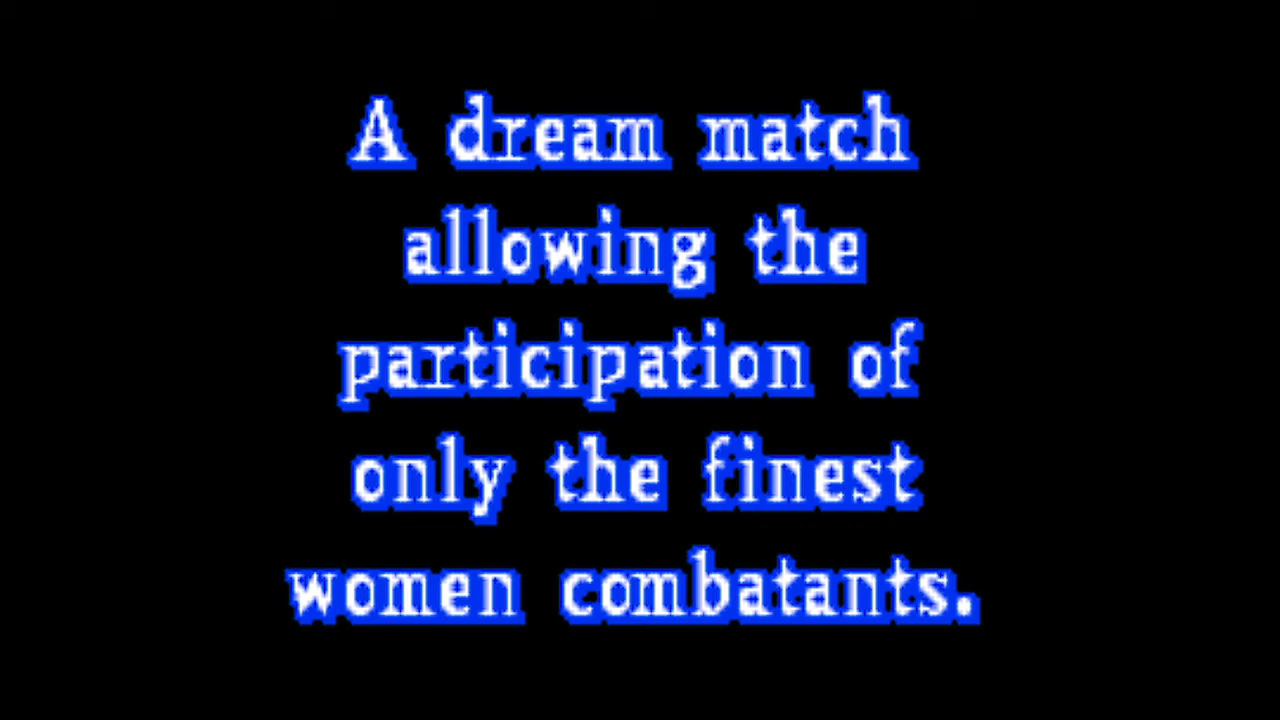 A dream match
allowing the
participation of
only the finest
women combatants.